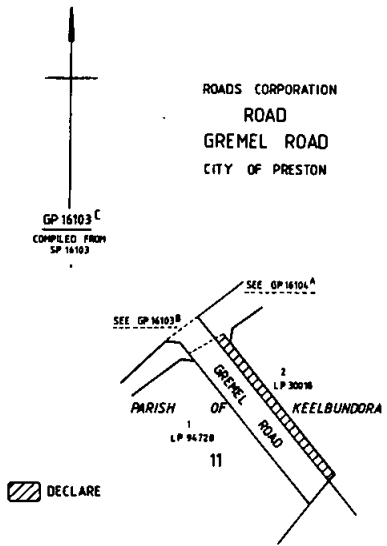 ROADS CORPORATION
ROAD
GREMEL ROAD
CITY OF PRESTON
GP 16103 C
COMPILED FROM
SP 16103
SEE GP 16104 A
SEE GP 16103 B
GREMEL ROAD
2
LP 30016
PARISH OF KEELBUNDORA
1
LP 94720
11
DECLARE